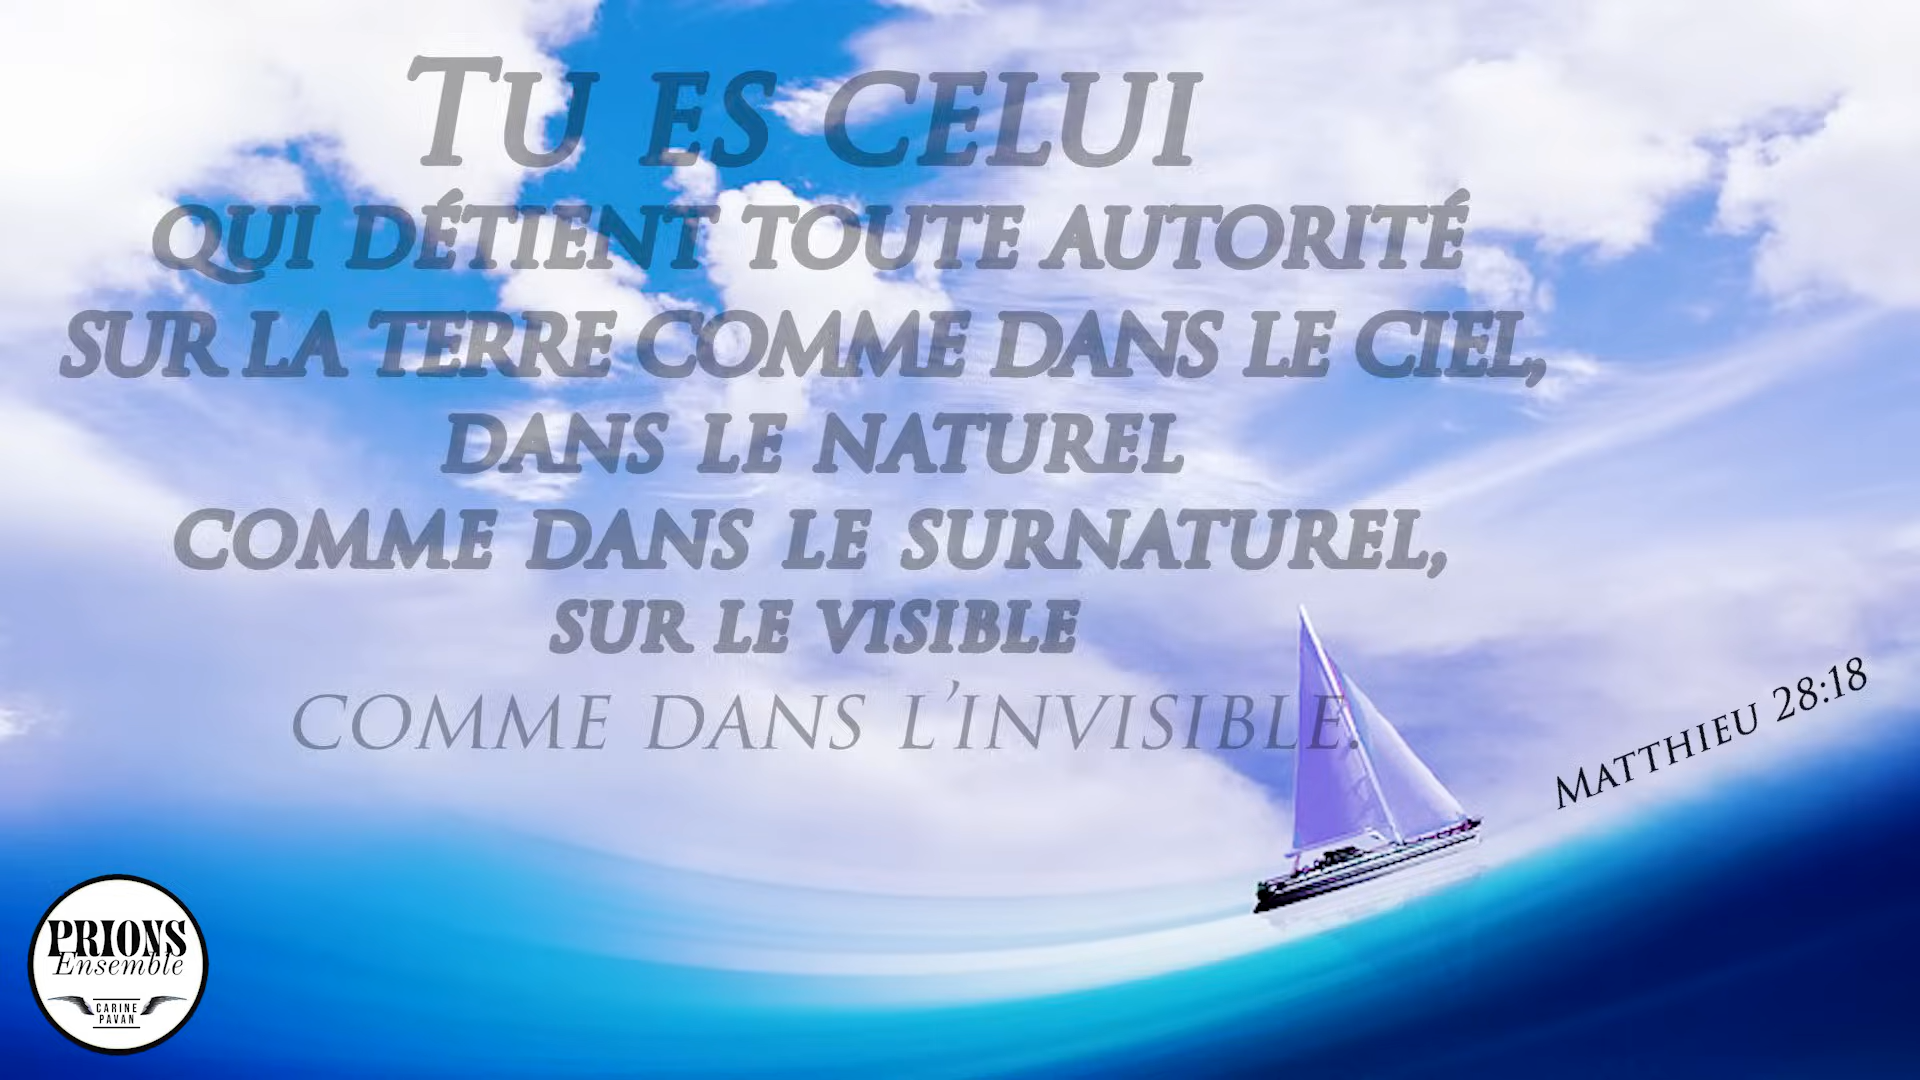 Tu es celui
qui détient toute autorité
sur la terre comme dans le ciel,
dans le naturel
comme dans le surnaturel,
sur le visible
comme dans l'invisible.
Matthieu 28:18
PRIONS
Ensemble
CARINE
PAVAN